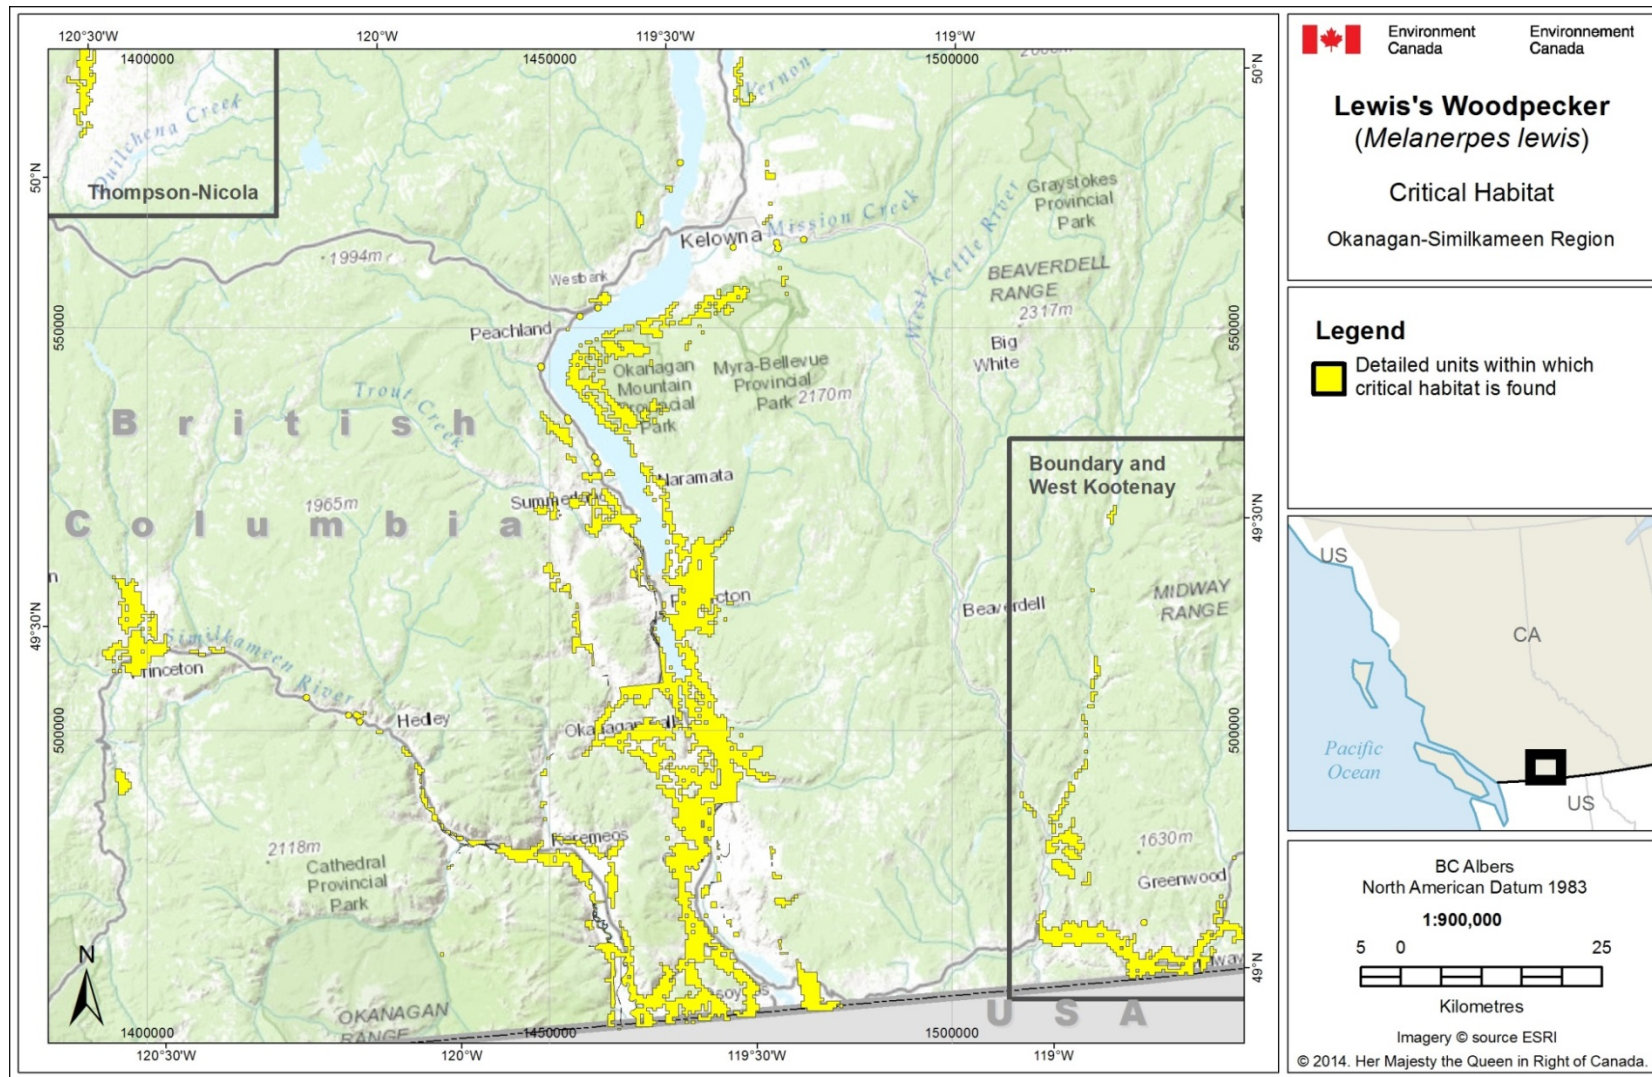 120°30'W
120°W
119°30'W
119°W
1400000
1450000
1500000
50°N
50°N
Vernon
Quilchena Creek
Thompson-Nicola
1994m
Kelowna
Mission Creek
Graystokes
Provincial
Park
West Kettle River
Westbank
BEAVERDELL
RANGE
2317m
550000
550000
Peachland
Big
White
Okanagan
Mountain
Provincial
Park
Myra-Bellevue
Provincial
Park
2170m
Trout Creek
British
Columbia
Boundary and
West Kootenay
Naramata
1965m
49°30'N
49°30'N
MIDWAY
RANGE
Beaverdell
Similkameen River
Hedley
500000
500000
1630m
2118m
Cathedral
Provincial
Park
Greenwood
49°N
N
OKANAGAN
RANGE
USA
1400000
1450000
1500000
120°30'W
120°W
119°30'W
119°W
Environment
Canada
Environnement
Canada
Lewis's Woodpecker
(Melanerpes lewis)
Critical Habitat
Okanagan-Similkameen Region
Legend
Detailed units within which
critical habitat is found
US
CA
Pacific
Ocean
US
BC Albers
North American Datum 1983
1:900,000
5 0 25
Kilometres
Imagery © source ESRI
© 2014. Her Majesty the Queen in Right of Canada.